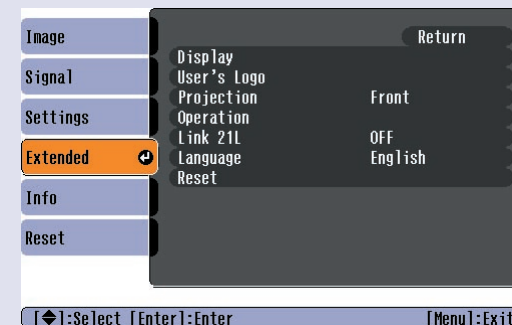 Image
Signal
Settings
Extended
Info
Reset
Return
Display
User's Logo
Projection Front
Operation
Link 21L OFF
Language English
Reset
[◆]:Select [Enter]:Enter [Menu]:Exit